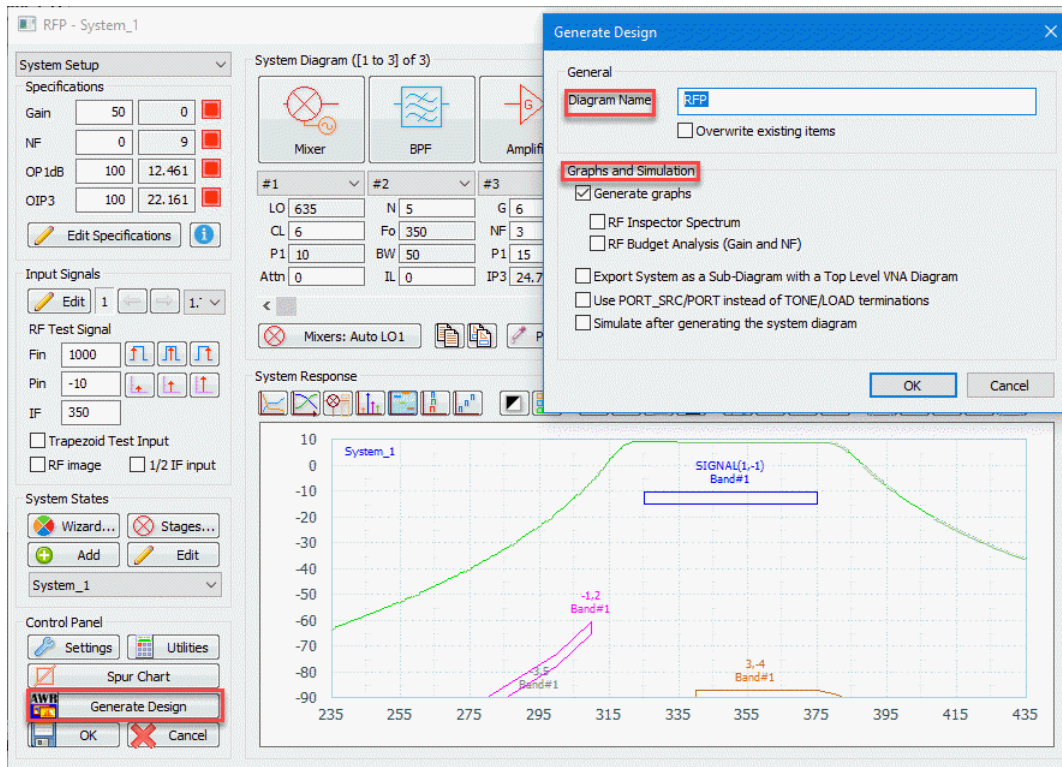 RFP - System_1
System Setup
Specifications
Gain 50 0
NF 0 9
OP1dB 100 12.461
OIP3 100 22.161
Edit Specifications
Input Signals
Edit 1
RF Test Signal
Fin 1000
Pin -10
IF 350
Trapezoid Test Input
RF image 1/2 IF input
System States
Wizard... Stages...
Add Edit
System_1
Control Panel
Settings Utilities
Spur Chart
AWR
Generate Design
OK Cancel
System Diagram ([1 to 3] of 3)
G
Mixer BPF
#1 #2 #3
LO 635 N 5 G 6
CL 6 Fo 350 NF 3
P1 10 BW 50 P1 15
Attn 0 IL 0 IP3 24.7
Mixers: Auto LO1
System Response
10
0
-10
-20
-30
-40
-50
-60
-70
-80
-90
System_1
SIGNAL(1,-1)
Band#1
-1,2
Band#1
-3,5
Band#1
3,-4
Band#1
235 255 275 295 315 335 355 375 395 415 435
Generate Design
General
Diagram Name RFP
Overwrite existing items
Graphs and Simulation
Generate graphs
RF Inspector Spectrum
RF Budget Analysis (Gain and NF)
Export System as a Sub-Diagram with a Top Level VNA Diagram
Use PORT_SRC/PORT instead of TONE/LOAD terminations
Simulate after generating the system diagram
OK Cancel